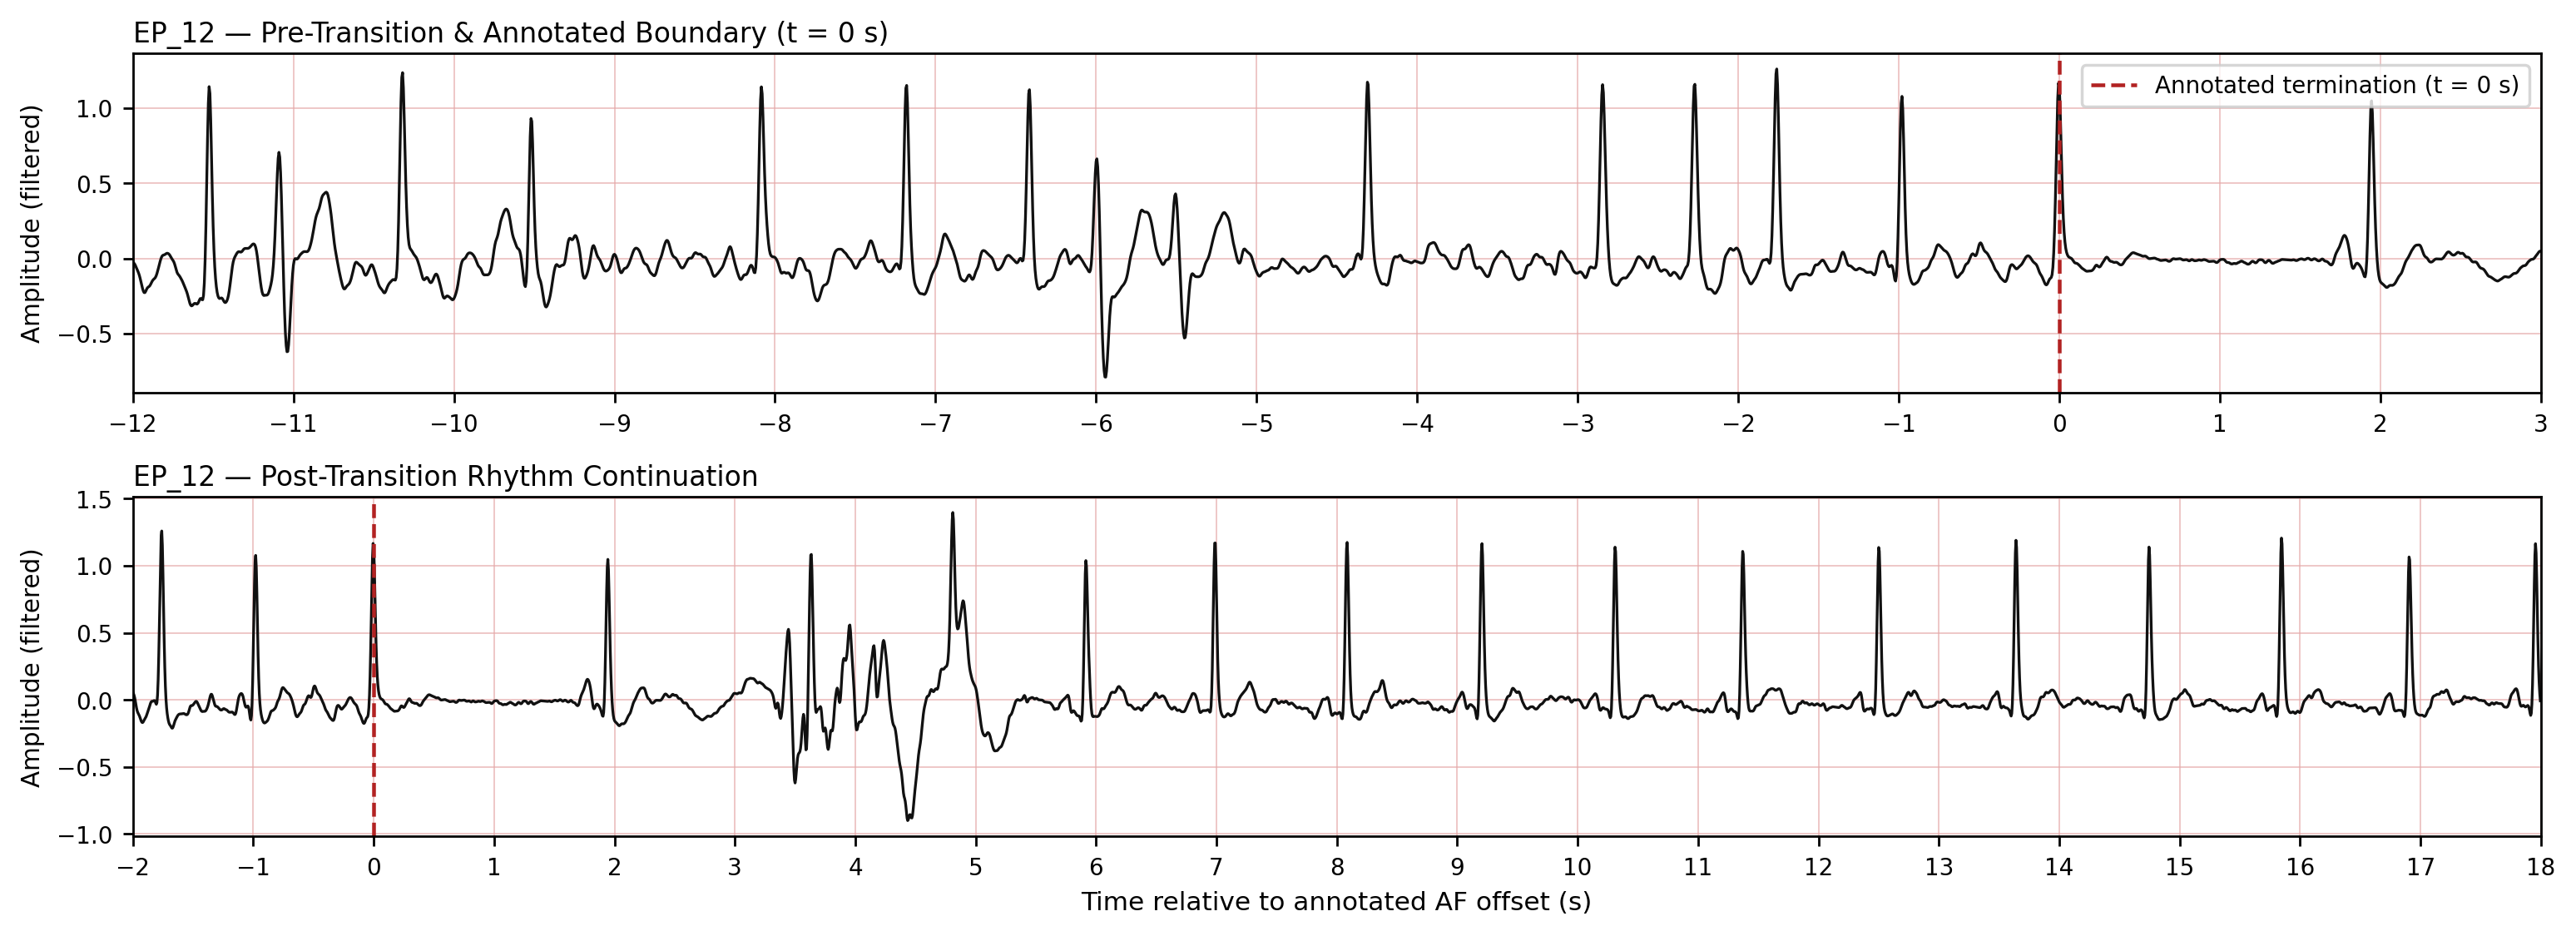 EP_12 — Pre-Transition & Annotated Boundary (t = 0 s)
Amplitude (filtered)
1.0
0.5
0.0
−0.5
Annotated termination (t = 0 s)
−12 −11 −10 −9 −8 −7 −6 −5 −4 −3 −2 −1 0 1 2 3
EP_12 — Post-Transition Rhythm Continuation
Amplitude (filtered)
1.5
1.0
0.5
0.0
−0.5
−1.0
−2 −1 0 1 2 3 4 5 6 7 8 9 10 11 12 13 14 15 16 17 18
Time relative to annotated AF offset (s)